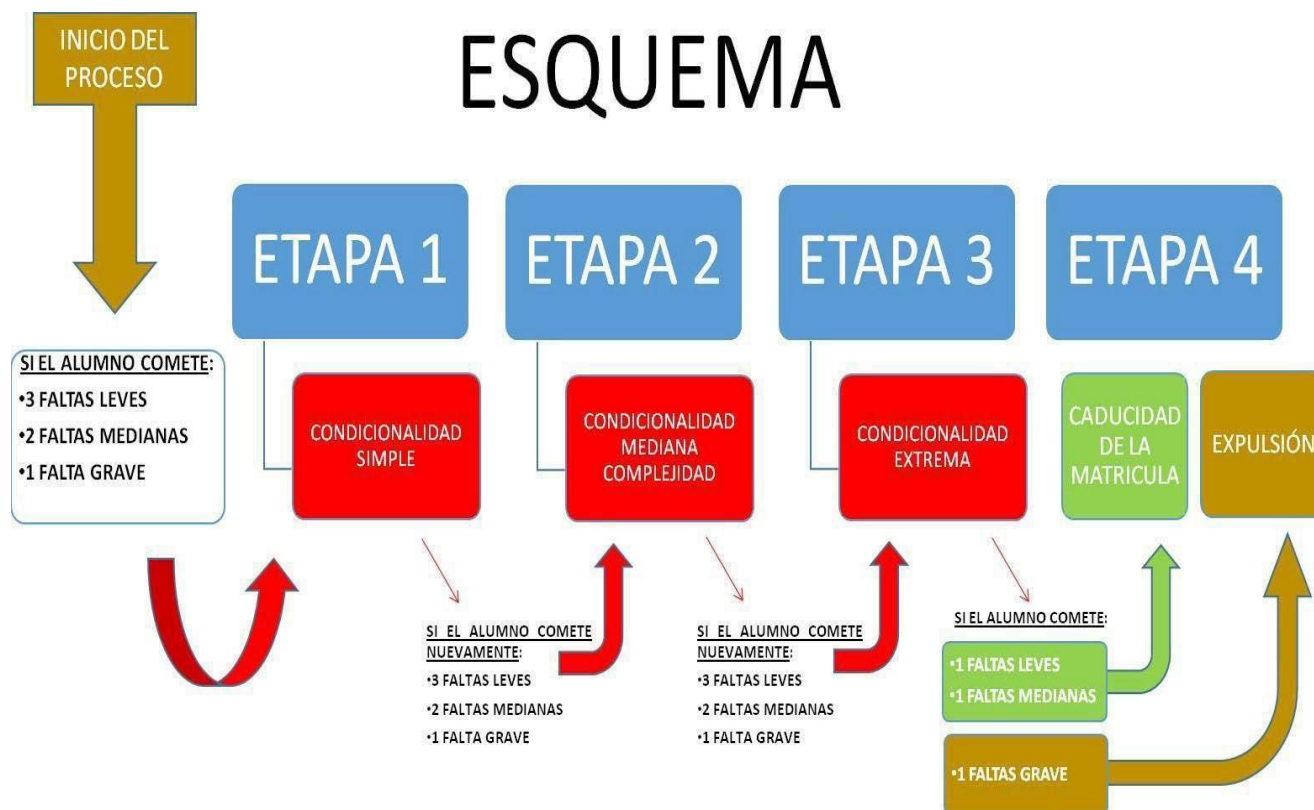 INICIO DEL
PROCESO
ESQUEMA
ETAPA 1
ETAPA 2
ETAPA 3
ETAPA 4
SI EL ALUMNO COMETE:
•3 FALTAS LEVES
•2 FALTAS MEDIANAS
•1 FALTA GRAVE
CONDICIONALIDAD
SIMPLE
CONDICIONALIDAD
MEDIANA
COMPLEJIDAD
CONDICIONALIDAD
EXTREMA
CADUCIDAD
DE LA
MATRICULA
EXPULSIÓN
SI EL ALUMNO COMETE
NUEVAMENTE:
•3 FALTAS LEVES
•2 FALTAS MEDIANAS
•1 FALTA GRAVE
SI EL ALUMNO COMETE
NUEVAMENTE:
•3 FALTAS LEVES
•2 FALTAS MEDIANAS
•1 FALTA GRAVE
SI EL ALUMNO COMETE:
•1 FALTAS LEVES
•1 FALTAS MEDIANAS
•1 FALTAS GRAVE